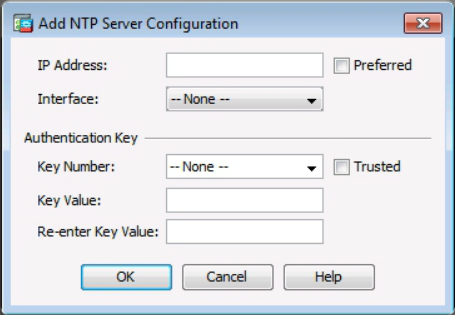 Add NTP Server Configuration
IP Address:
Preferred
Interface:
-- None --
Authentication Key
Key Number:
-- None --
Trusted
Key Value:
Re-enter Key Value:
OK
Cancel
Help